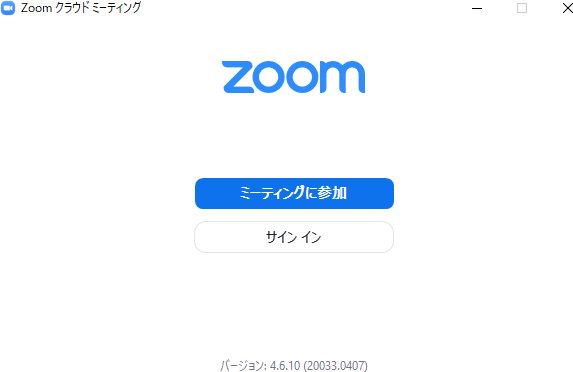 Zoom クラウド ミーティング
zoom
ミーティングに参加
サイン イン
バージョン: 4.6.10 (20033.0407)